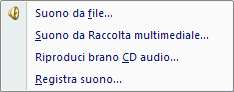 Suono da file...
Suono da Raccolta multimediale...
Riproduci brano CD audio...
Registra suono...